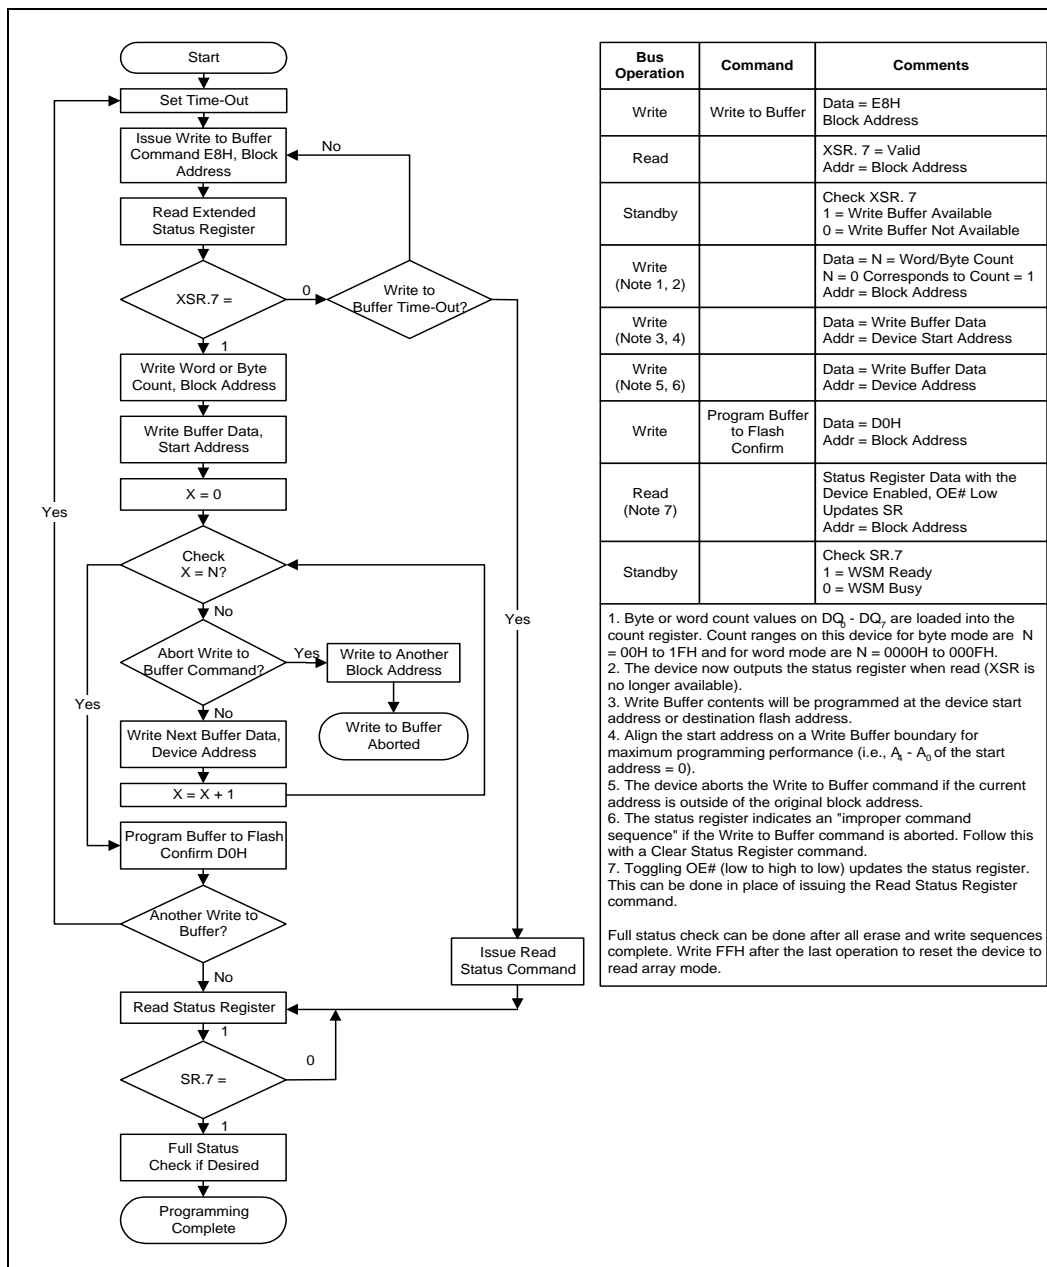 Start
Set Time-Out
Issue Write to Buffer
Command E8H, Block
Address
No
Read Extended
Status Register
XSR.7 =
0
Write to
Buffer Time-Out?
1
Write Word or Byte
Count, Block Address
Write Buffer Data,
Start Address
X = 0
Yes
Check
X = N?
No
Yes
Abort Write to
Buffer Command?
Yes
Write to Another
Block Address
Yes
No
Write to Buffer
Aborted
Write Next Buffer Data,
Device Address
X = X + 1
Program Buffer to Flash
Confirm D0H
Another Write to
Buffer?
Issue Read
Status Command
No
Read Status Register
1
0
SR.7 =
1
Full Status
Check if Desired
Programming
Complete
Bus
Operation
Command
Comments
Write
Write to Buffer
Data = E8H
Block Address
Read
XSR. 7 = Valid
Addr = Block Address
Standby
Check XSR. 7
1 = Write Buffer Available
0 = Write Buffer Not Available
Write
(Note 1, 2)
Data = N = Word/Byte Count
N = 0 Corresponds to Count = 1
Addr = Block Address
Write
(Note 3, 4)
Data = Write Buffer Data
Addr = Device Start Address
Write
(Note 5, 6)
Data = Write Buffer Data
Addr = Device Address
Write
Program Buffer
to Flash
Confirm
Data = D0H
Addr = Block Address
Read
(Note 7)
Status Register Data with the
Device Enabled, OE# Low
Updates SR
Addr = Block Address
Standby
Check SR.7
1 = WSM Ready
0 = WSM Busy
1. Byte or word count values on DQ0 - DQ7 are loaded into the
count register. Count ranges on this device for byte mode are N
= 00H to 1FH and for word mode are N = 0000H to 000FH.
2. The device now outputs the status register when read (XSR is
no longer available).
3. Write Buffer contents will be programmed at the device start
address or destination flash address.
4. Align the start address on a Write Buffer boundary for
maximum programming performance (i.e., A4 - A0 of the start
address = 0).
5. The device aborts the Write to Buffer command if the current
address is outside of the original block address.
6. The status register indicates an "improper command
sequence" if the Write to Buffer command is aborted. Follow this
with a Clear Status Register command.
7. Toggling OE# (low to high to low) updates the status register.
This can be done in place of issuing the Read Status Register
command.
Full status check can be done after all erase and write sequences
complete. Write FFH after the last operation to reset the device to
read array mode.